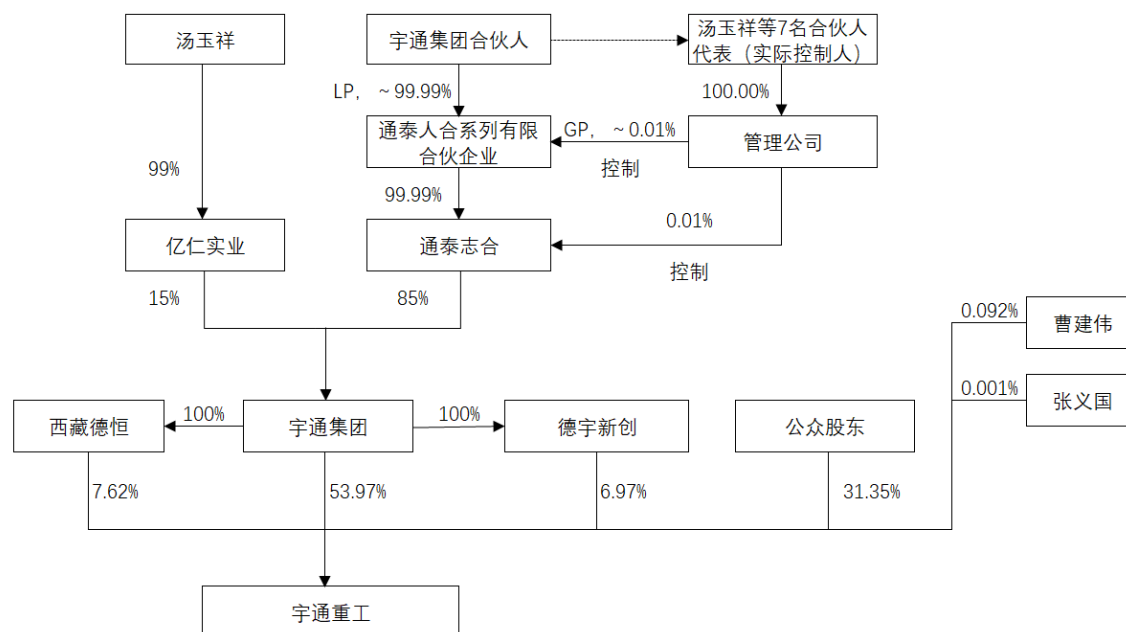 汤玉祥
宇通集团合伙人
汤玉祥等7名合伙人
代表（实际控制人）
LP， ~99.99%
100.00%
通泰人合系列有限
合伙企业
GP， ~0.01%
控制
管理公司
99%
99.99%
0.01%
亿仁实业
通泰志合
控制
15%
85%
0.092%
曹建伟
0.001%
张义国
西藏德恒
100%
宇通集团
100%
德宇新创
公众股东
7.62%
53.97%
6.97%
31.35%
宇通重工